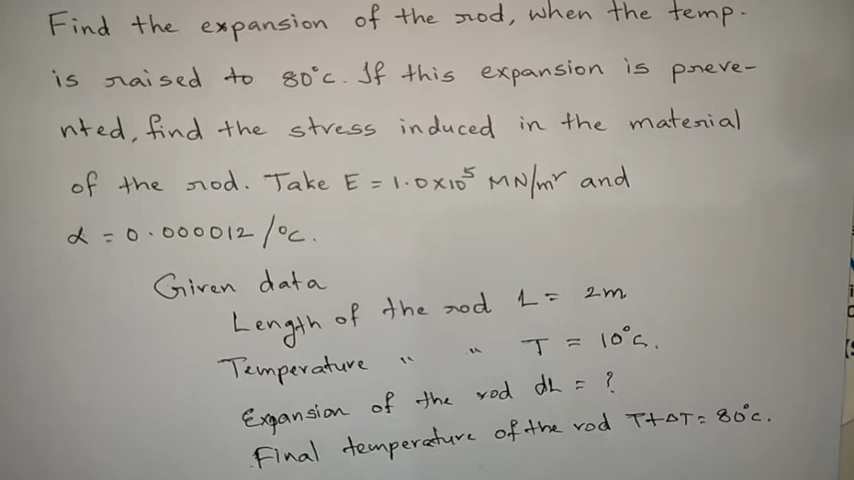 Find the expansion of the rod, when the temp.
is raised to 80°c. If this expansion is preve-
nted, find the stress induced in the material
of the rod. Take E = 1.0x10⁵ MN/m² and
α = 0.000012 /°c.
Given data
Length of the rod L = 2m
Temperature " " T = 10°c.
Expansion of the rod dL = ?
Final temperature of the rod T+ΔT = 80°c.